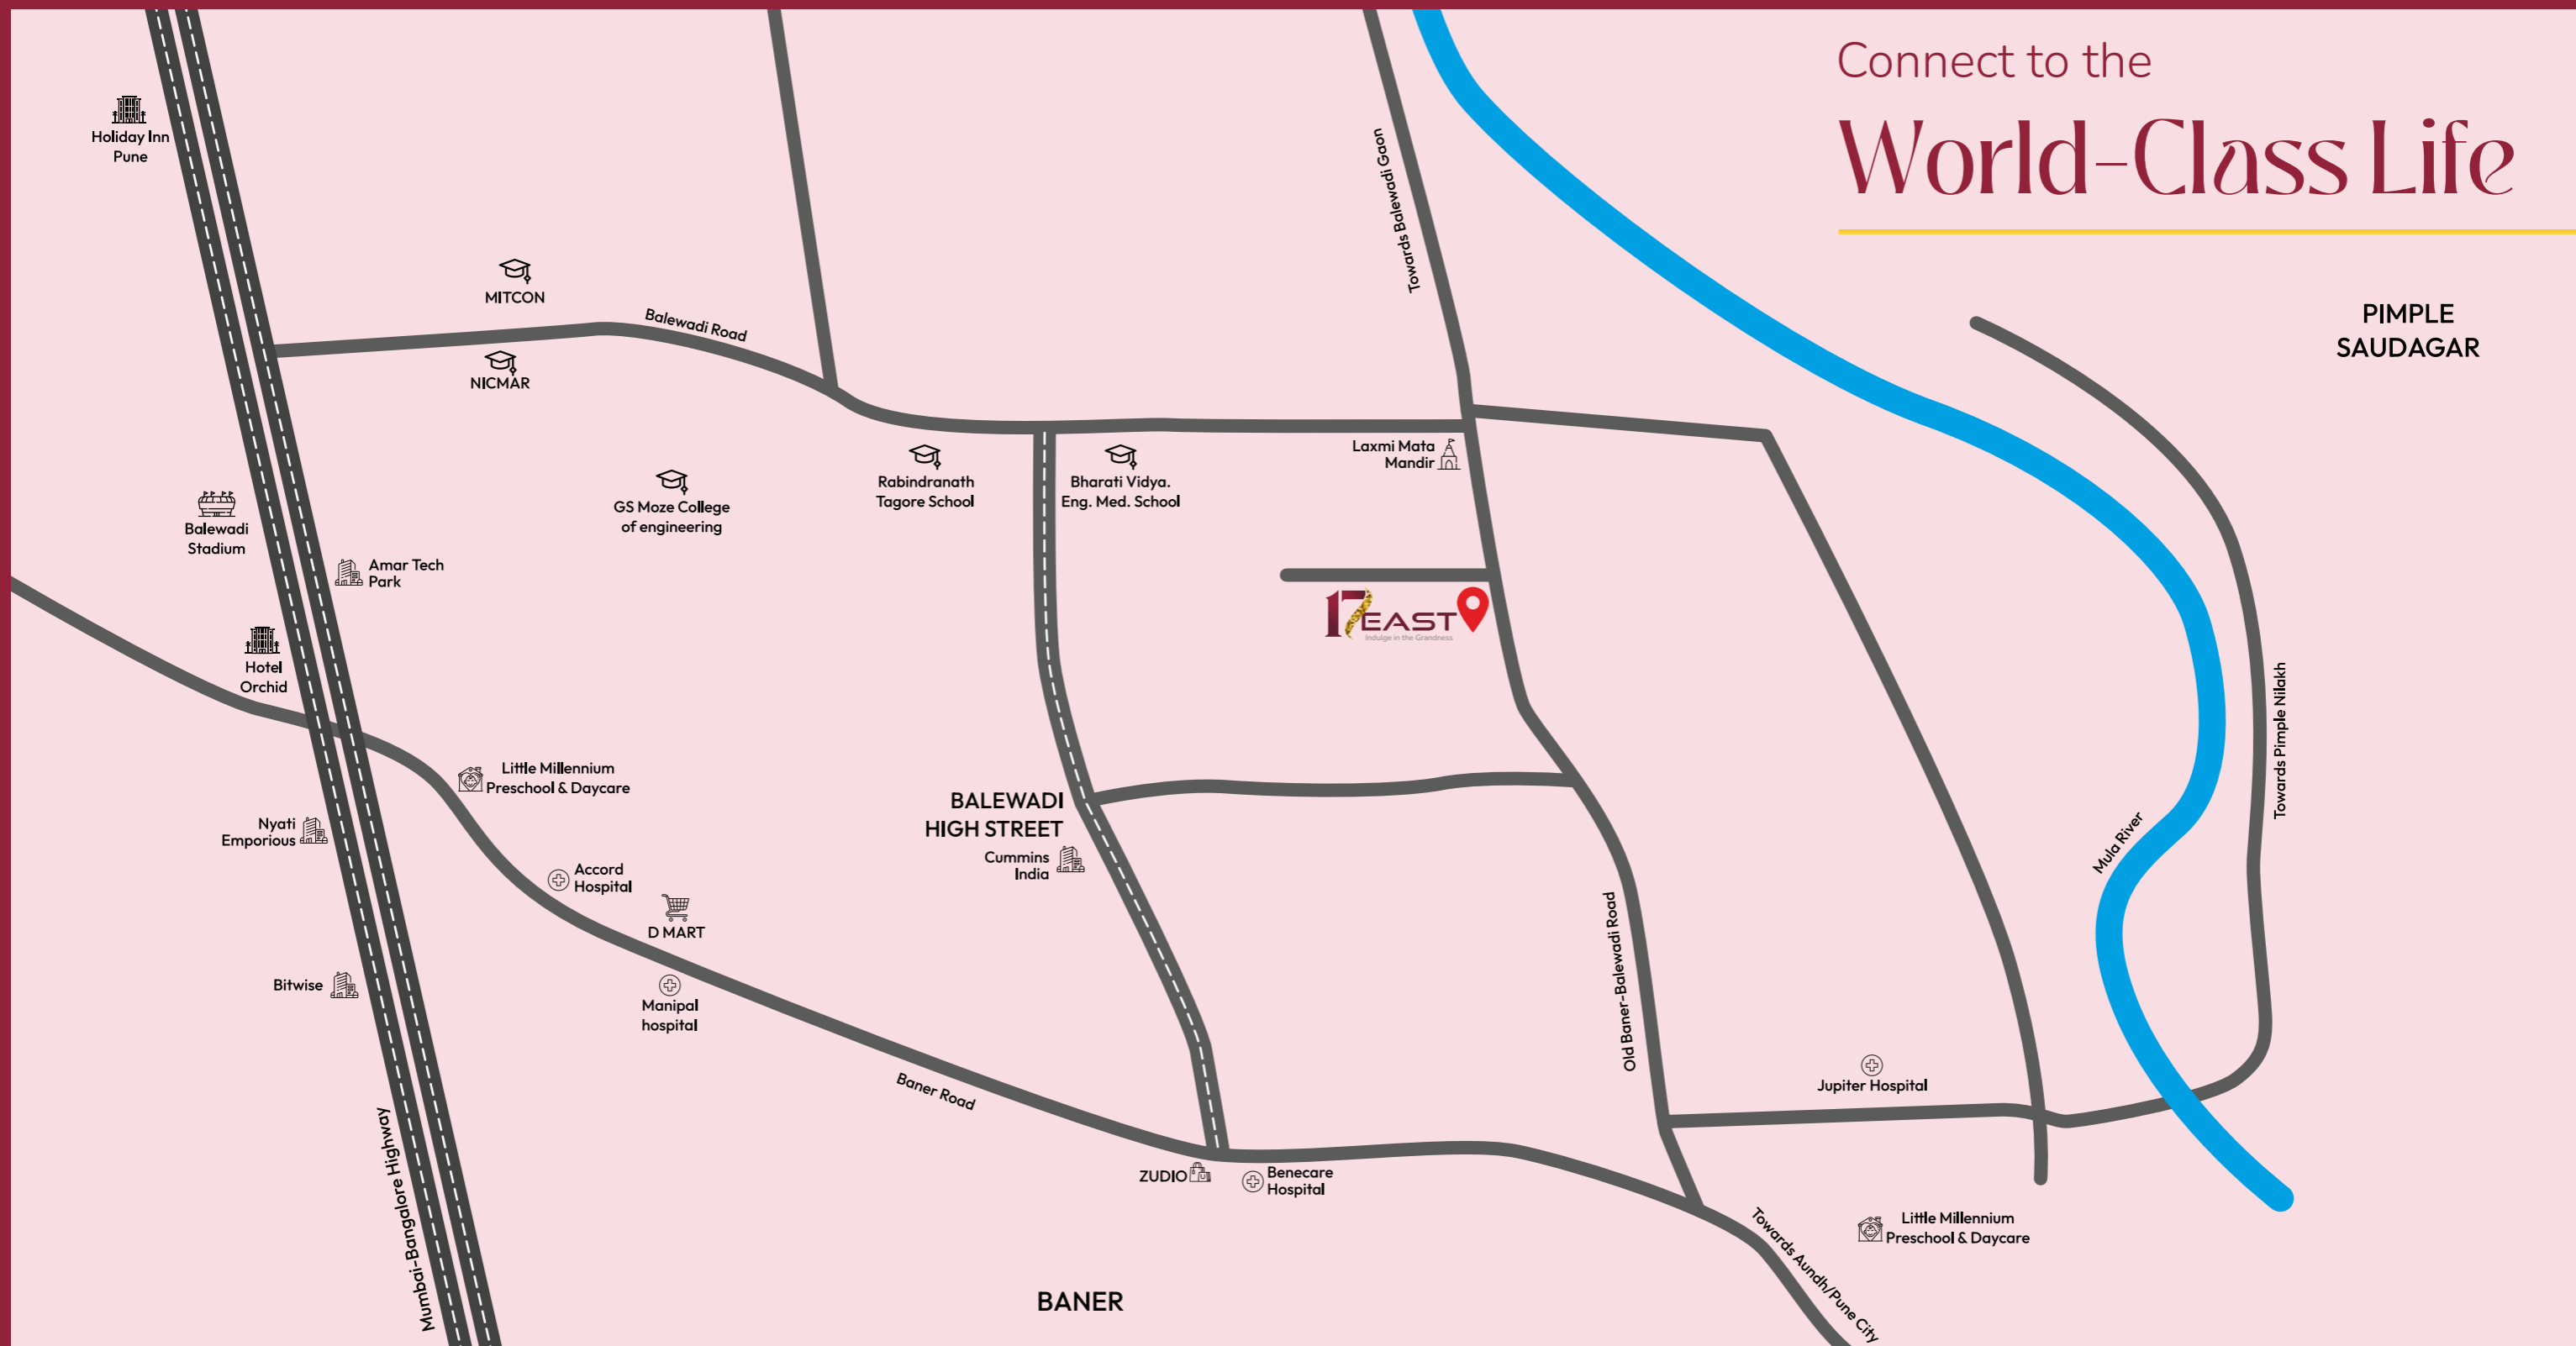 Connect to the
World-Class Life
Holiday Inn
Pune
Towards Balewadi Gaon
MITCON
Balewadi Road
PIMPLE
SAUDAGAR
NICMAR
Laxmi Mata
Mandir
Rabindranath
Tagore School
Bharati Vidya.
Eng. Med. School
GS Moze College
of engineering
Balewadi
Stadium
Amar Tech
Park
17 EAST
Indulge in the Grandness
Hotel
Orchid
Towards Pimple Nilakh
Little Millennium
Preschool & Daycare
BALEWADI
HIGH STREET
Nyati
Emporious
Mula River
Cummins
India
Accord
Hospital
D MART
Old Baner-Balewadi Road
Bitwise
Manipal
hospital
Baner Road
Jupiter Hospital
Mumbai-Bangalore Highway
ZUDIO
Benecare
Hospital
Little Millennium
Preschool & Daycare
Towards Aundh/Pune City
BANER